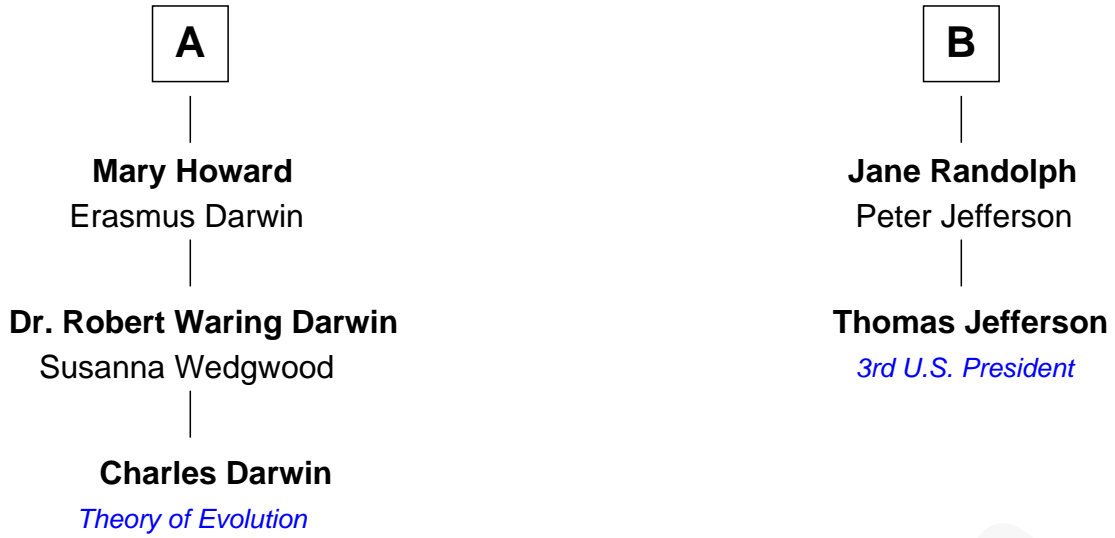 A
Mary Howard
Erasmus Darwin
Dr. Robert Waring Darwin
Susanna Wedgwood
Charles Darwin
Theory of Evolution
B
Jane Randolph
Peter Jefferson
Thomas Jefferson
3rd U.S. President